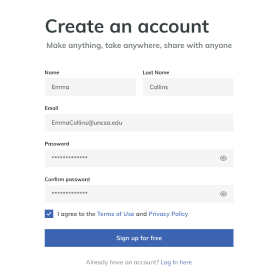 Create an account
Make anything, take anywhere, share with anyone
Name Last Name
Emma Collins
Email
EmmaCollins@uncsa.edu
Password
*************
Confirm password
*************
I agree to the Terms of Use and Privacy Policy
Sign up for free
Already have an account? Log In here